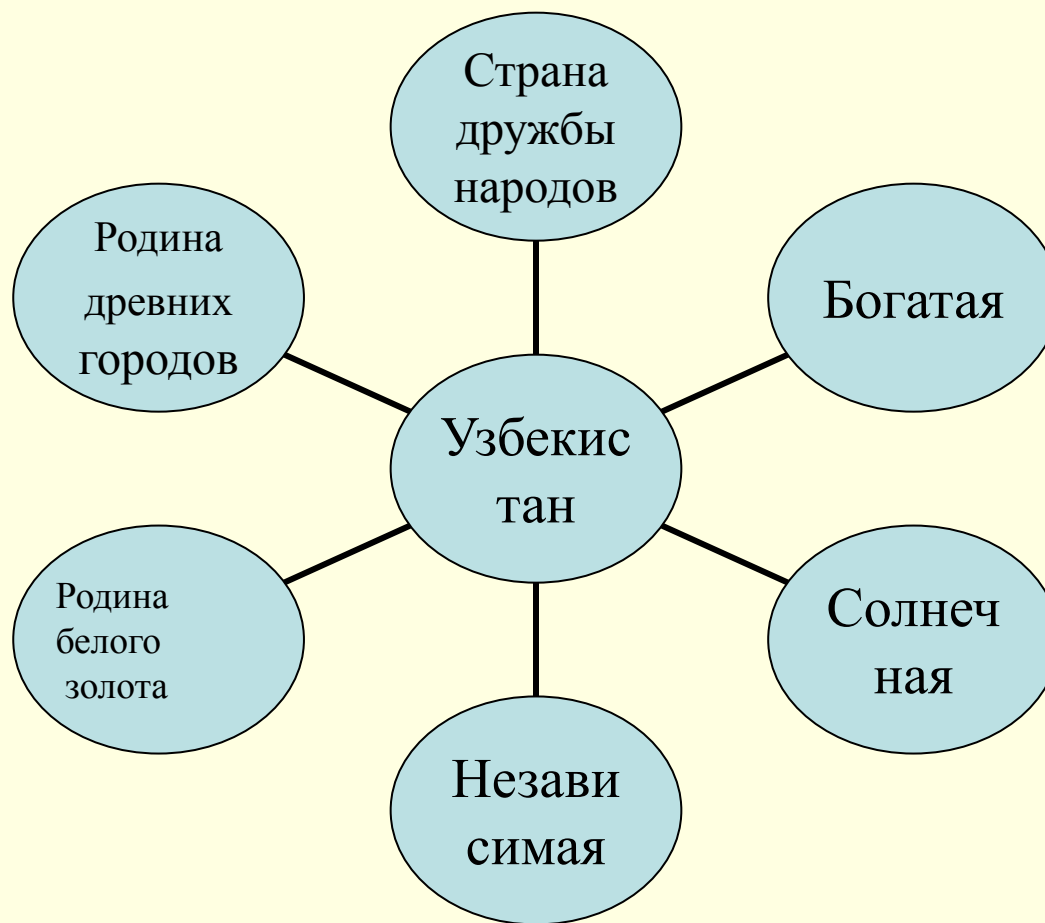 Страна
дружбы
народов
Родина
древних
городов
Богатая
Узбекис
тан
Родина
белого
золота
Солнеч
ная
Незави
симая